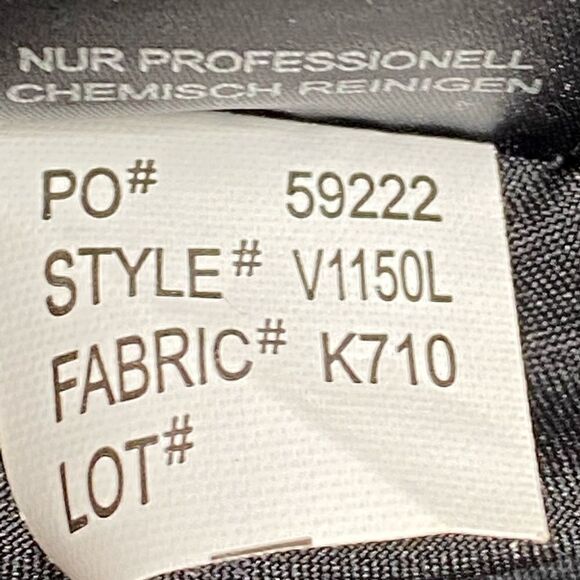 NUR PROFESSIONELL
CHEMISCH REINIGEN
PO# 59222
STYLE# V1150L
FABRIC# K710
LOT#